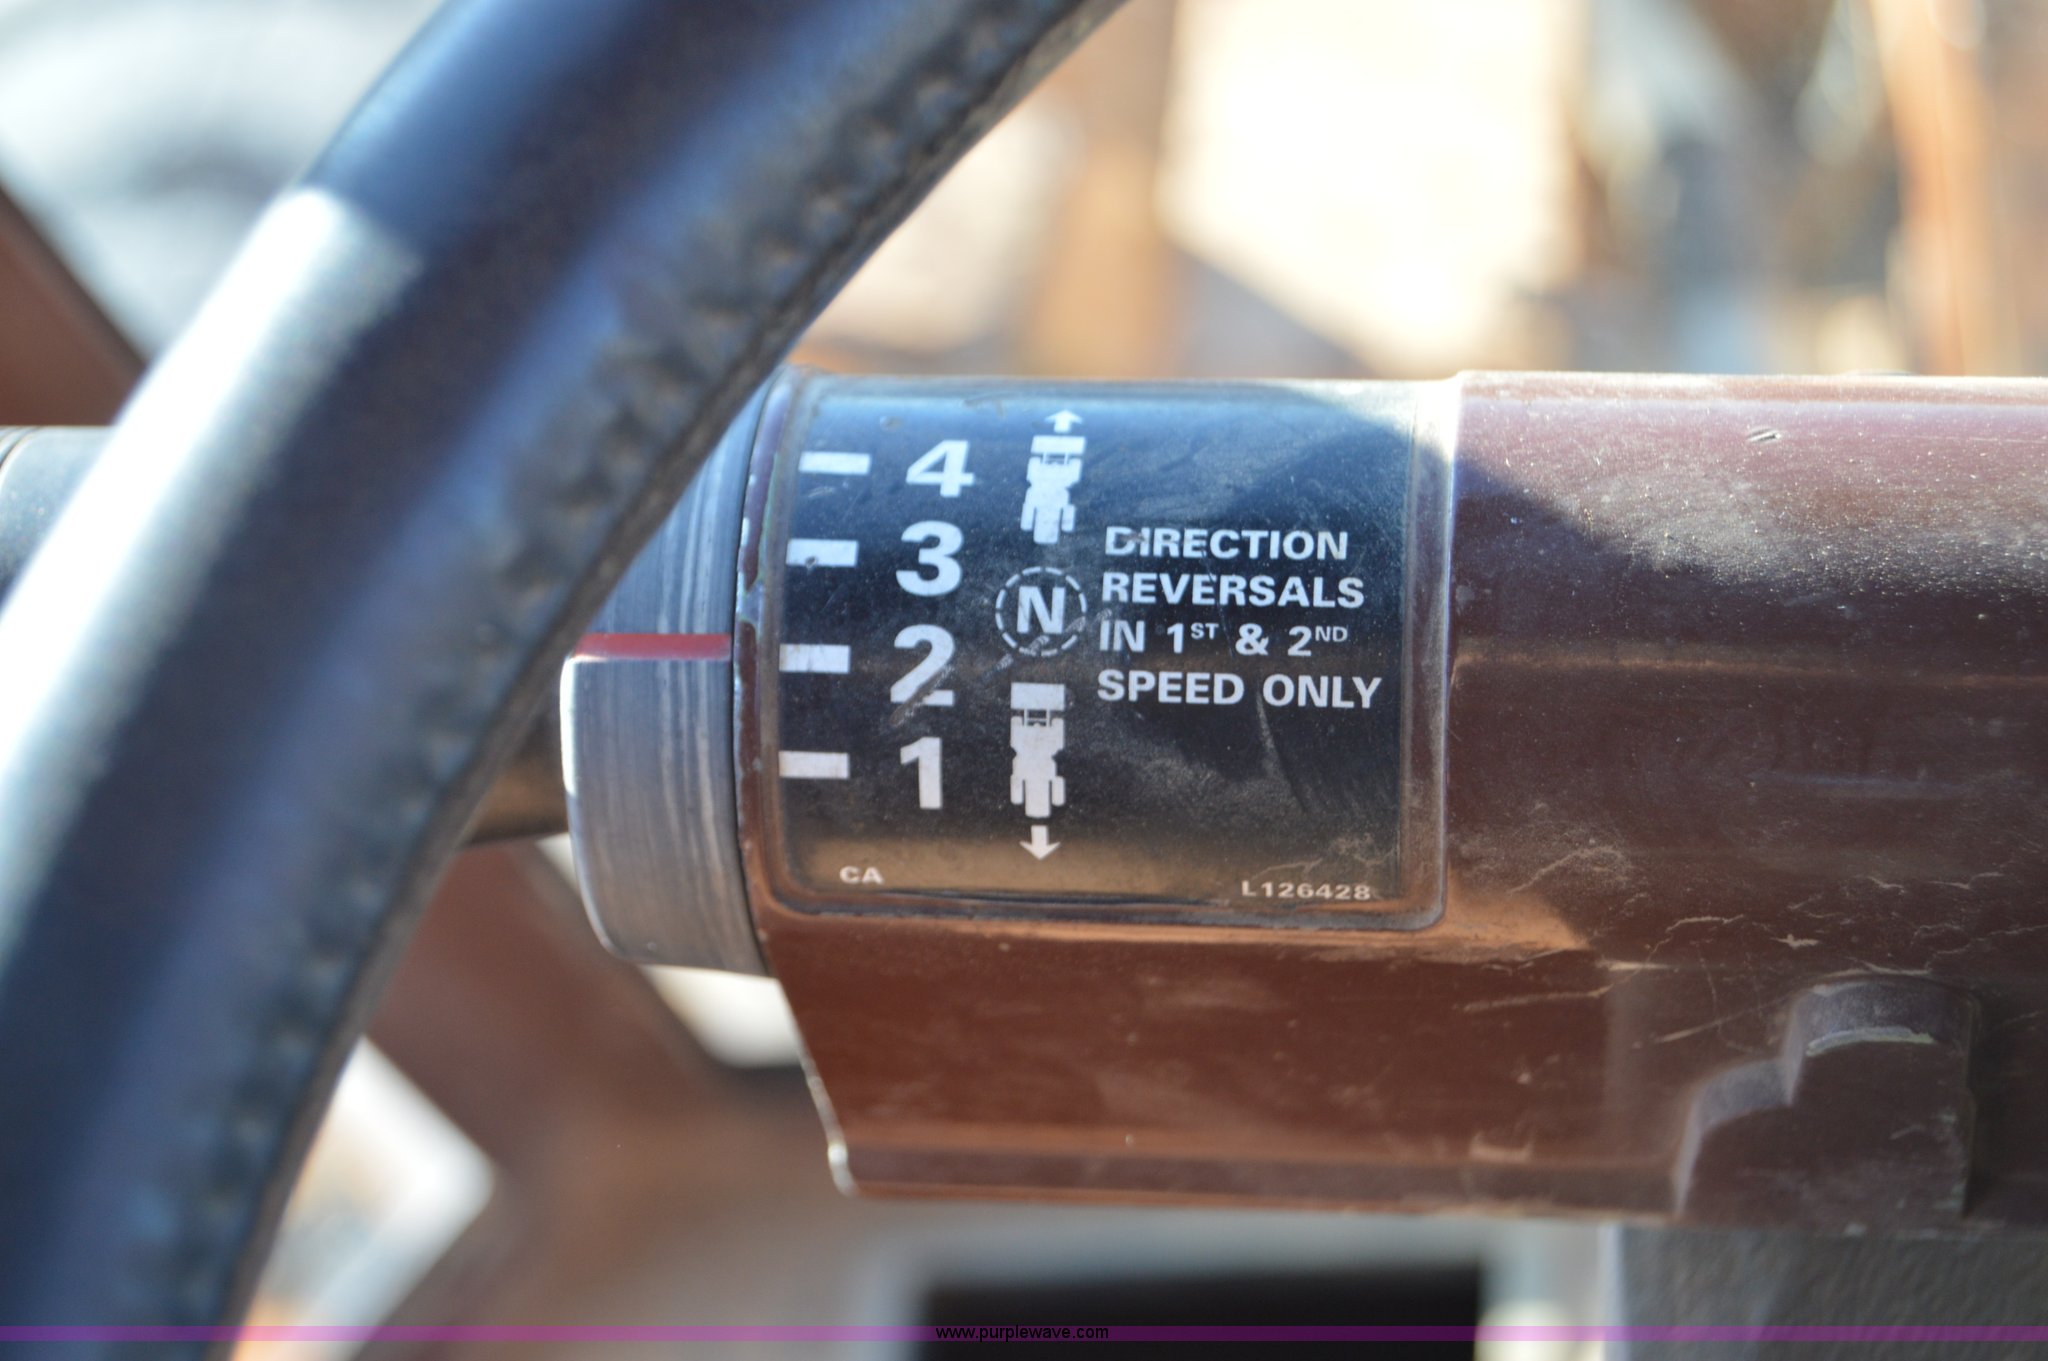 4
3
2
1
N
DIRECTION
REVERSALS
IN 1ST & 2ND
SPEED ONLY
CA
L126428
www.purplewave.com